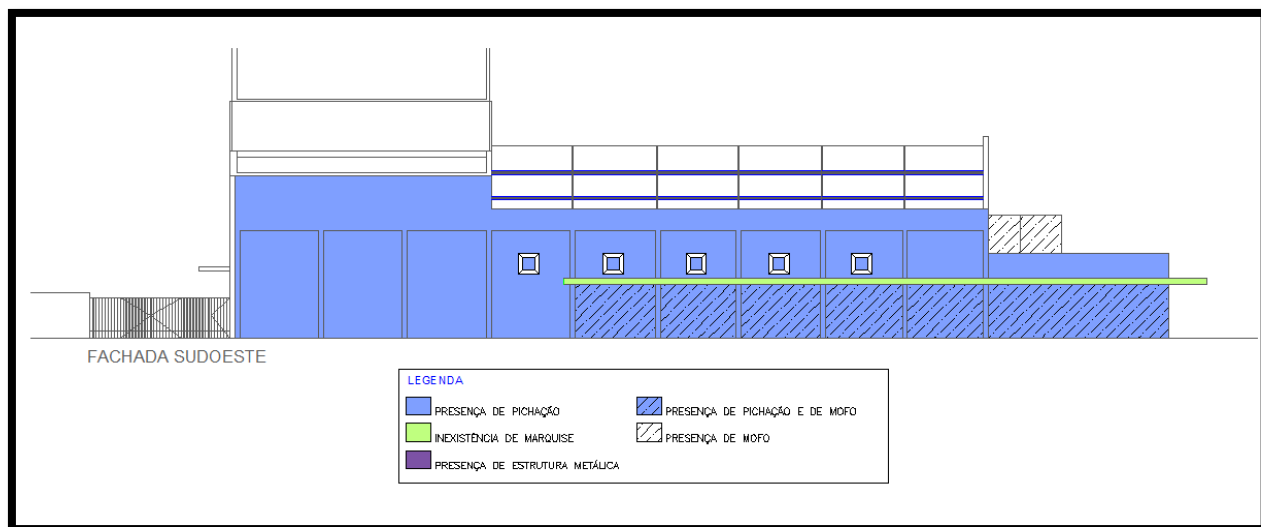 FACHADA SUDOESTE
LEGENDA
PRESENÇA DE PICHAÇÃO
PRESENÇA DE PICHAÇÃO E DE MOFO
INEXISTÊNCIA DE MARQUISE
PRESENÇA DE MOFO
PRESENÇA DE ESTRUTURA METÁLICA